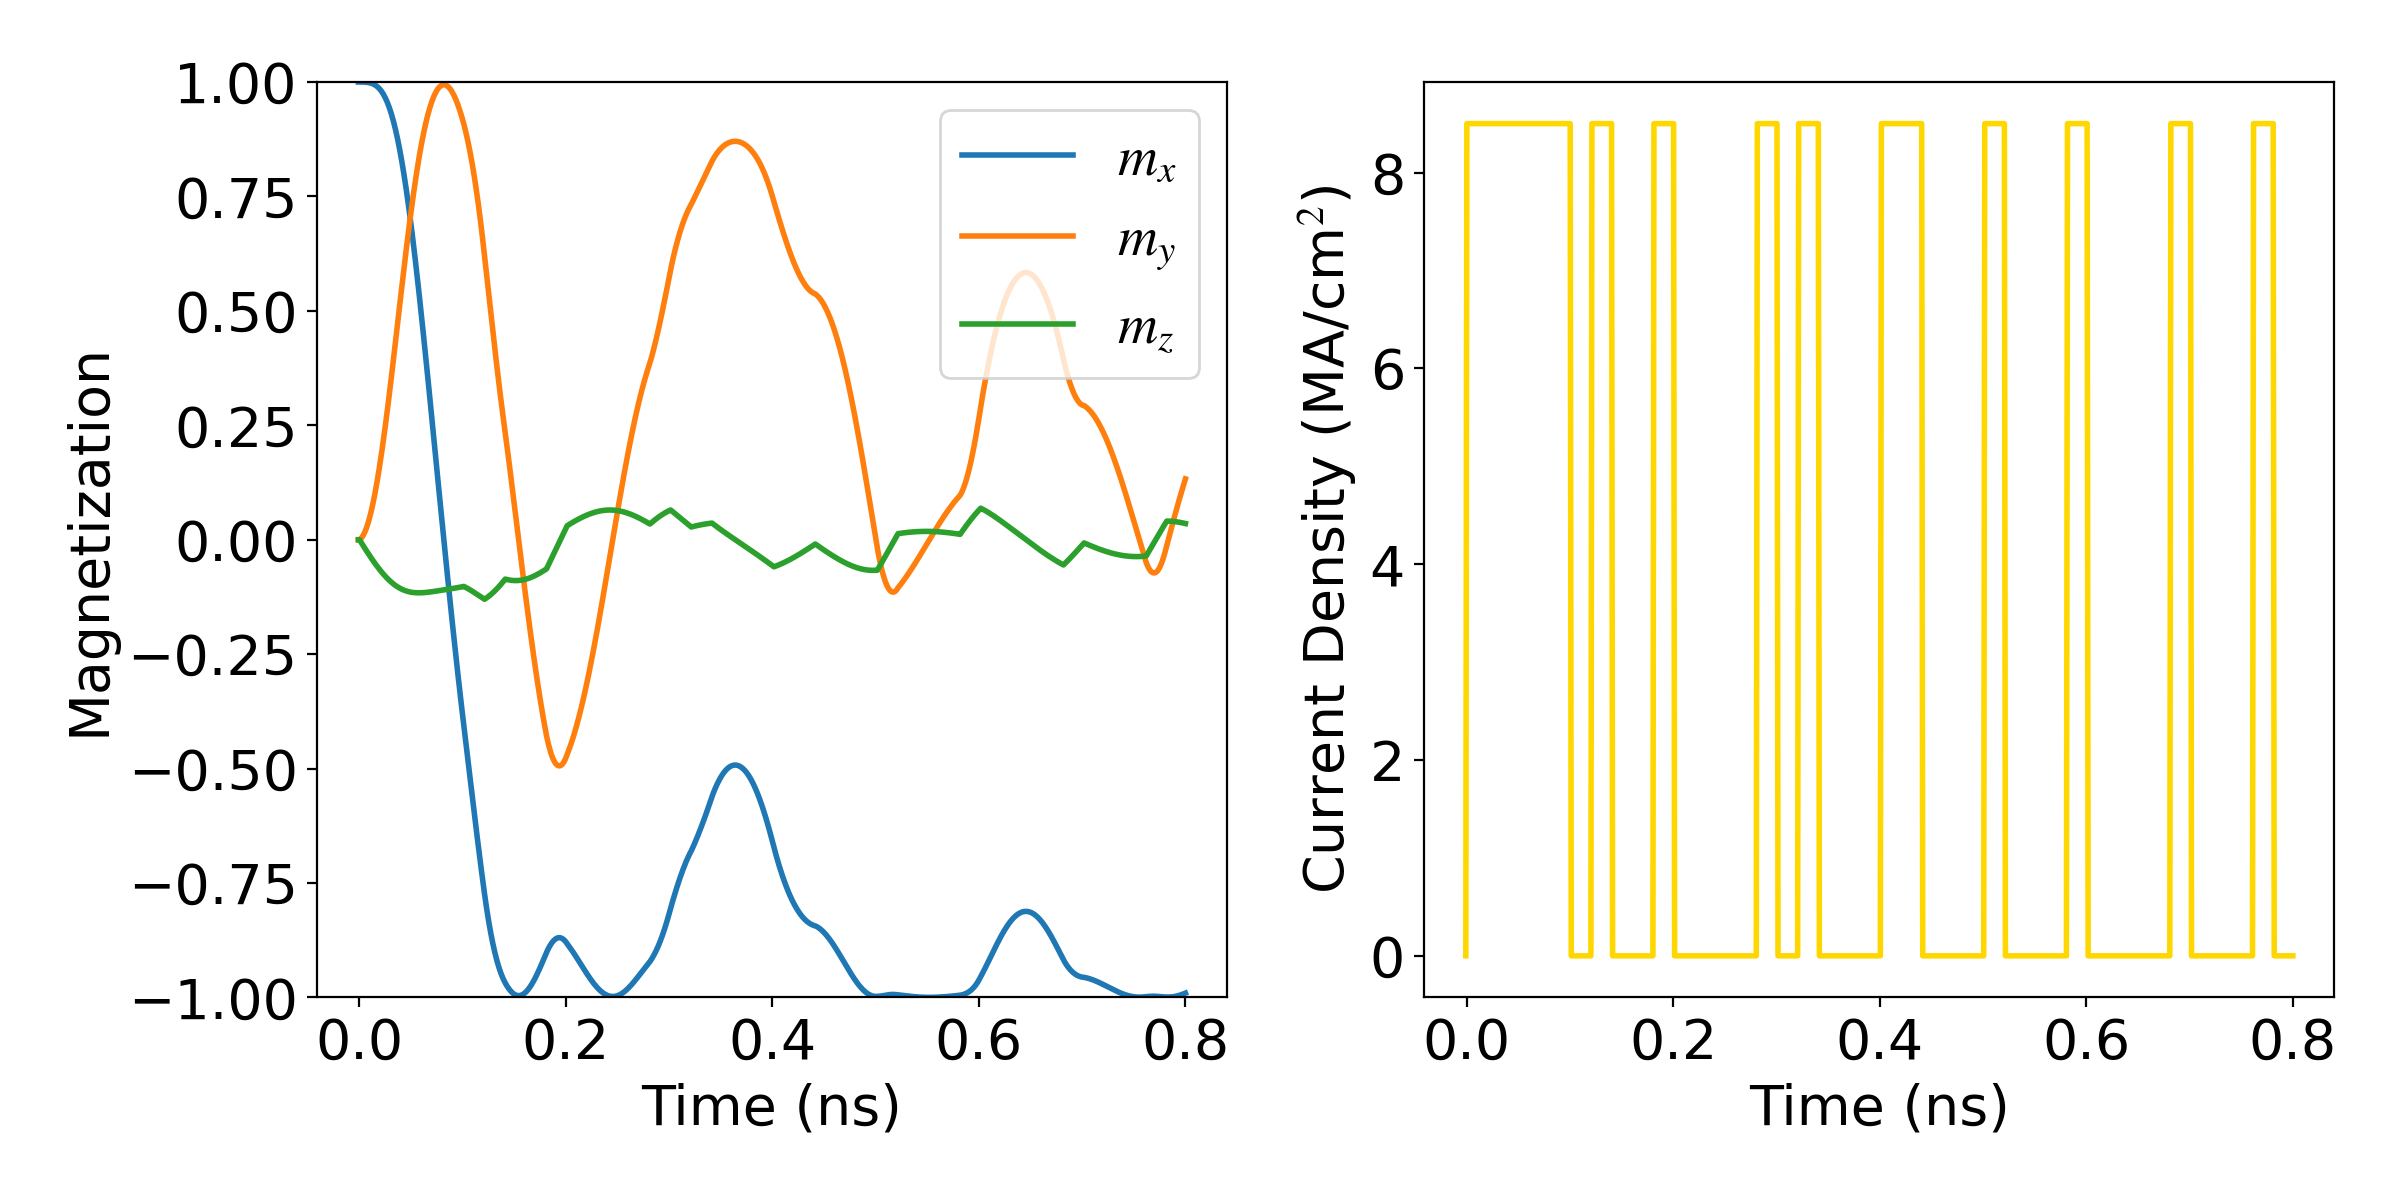 1.00
0.75
0.50
0.25
0.00
−0.25
−0.50
−0.75
−1.00
Magnetization
0.0 0.2 0.4 0.6 0.8
Time (ns)
m_x
m_y
m_z
8
6
4
2
0
Current Density (MA/cm²)
0.0 0.2 0.4 0.6 0.8
Time (ns)